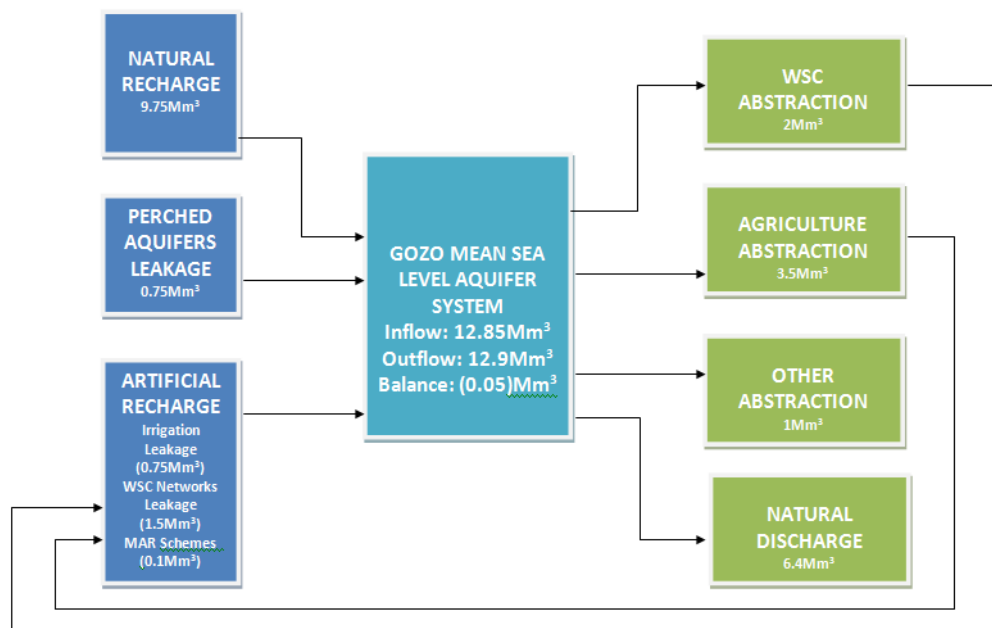 NATURAL
RECHARGE
9.75Mm³
PERCHED
AQUIFERS
LEAKAGE
0.75Mm³
ARTIFICIAL
RECHARGE
Irrigation
Leakage
(0.75Mm³)
WSC Networks
Leakage
(1.5Mm³)
MAR Schemes
(0.1Mm³)
GOZO MEAN SEA
LEVEL AQUIFER
SYSTEM
Inflow: 12.85Mm³
Outflow: 12.9Mm³
Balance: (0.05)Mm³
WSC
ABSTRACTION
2Mm³
AGRICULTURE
ABSTRACTION
3.5Mm³
OTHER
ABSTRACTION
1Mm³
NATURAL
DISCHARGE
6.4Mm³